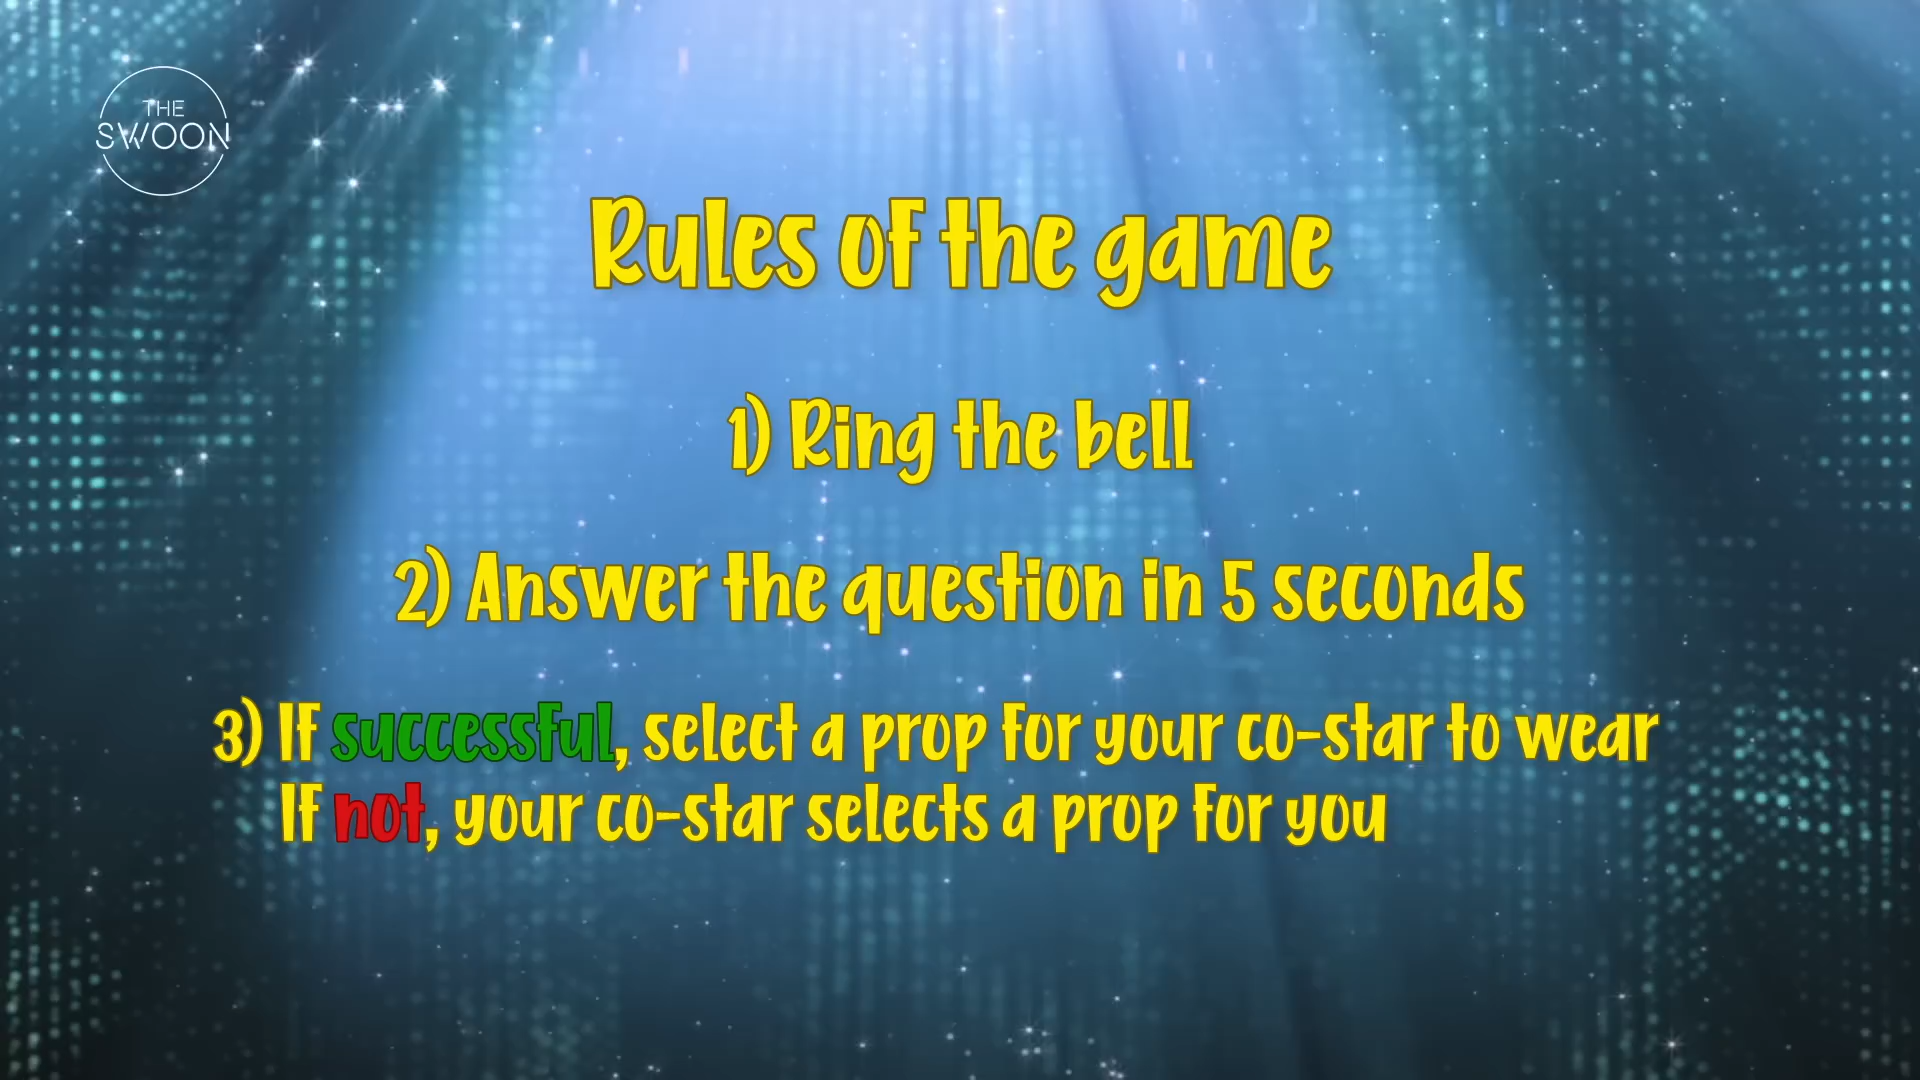 THE
SWOON
Rules of the game
1) Ring the bell
2) Answer the question in 5 seconds
3) If successful, select a prop for your co-star to wear
If not, your co-star selects a prop for you